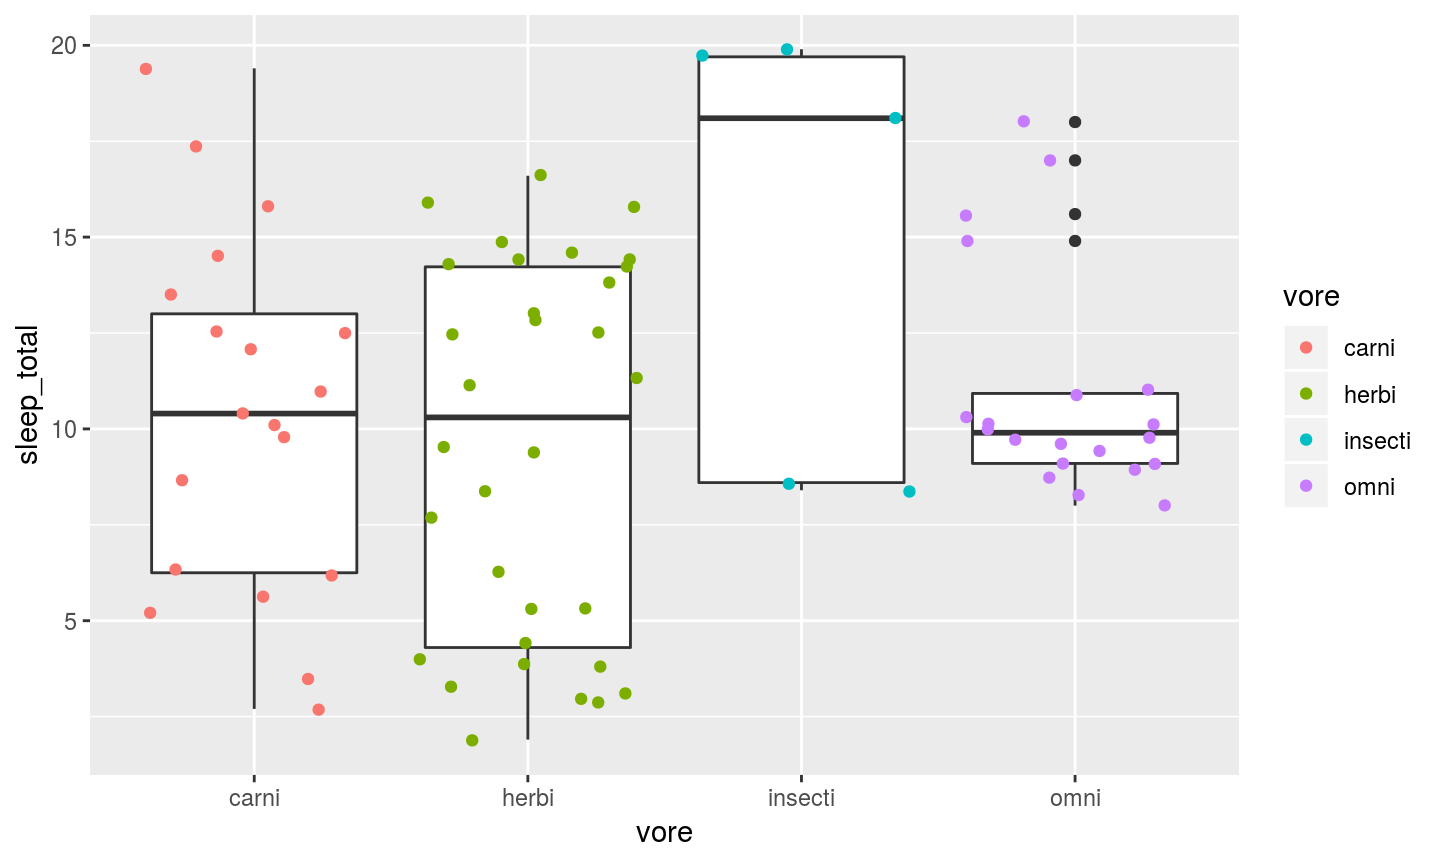 20
15
10
5
sleep_total
carni herbi insecti omni
vore
vore
carni
herbi
insecti
omni